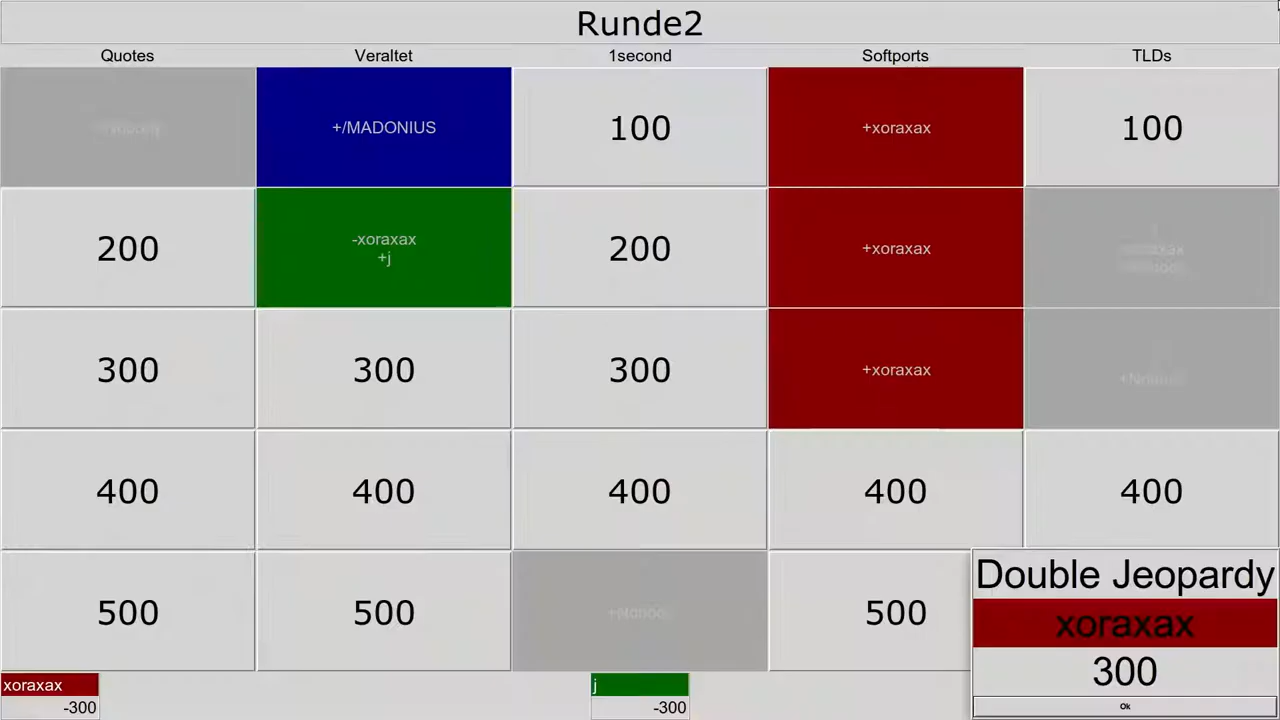 Runde2
Quotes Veraltet 1second Softports TLDs
+/MADONIUS 100 +xoraxax 100
200 -xoraxax
+j 200 +xoraxax
300 300 300 +xoraxax
400 400 400 400 400
500 500 500
Double Jeopardy
xoraxax
300
Ok
xoraxax j
-300 -300